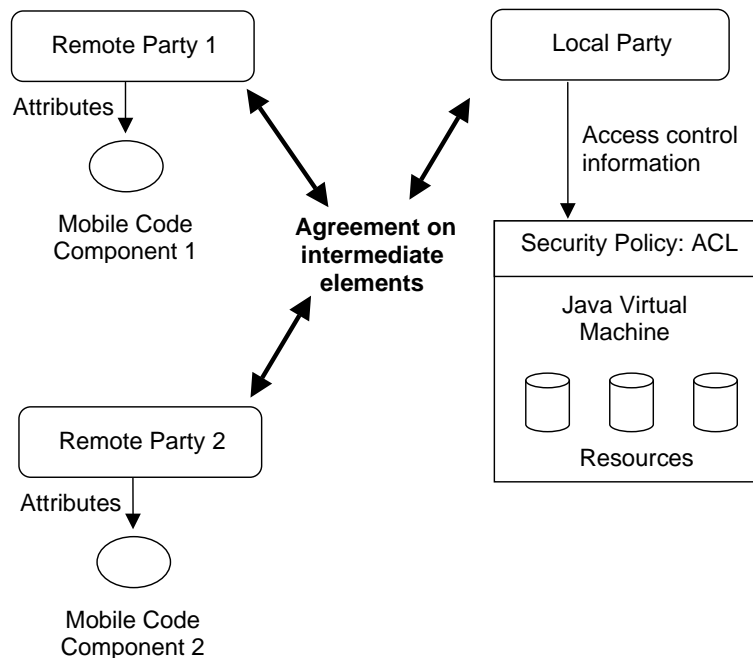 Remote Party 1
Attributes
Mobile Code
Component 1
Local Party
Access control
information
Agreement on
intermediate
elements
Security Policy: ACL
Java Virtual
Machine
Resources
Remote Party 2
Attributes
Mobile Code
Component 2